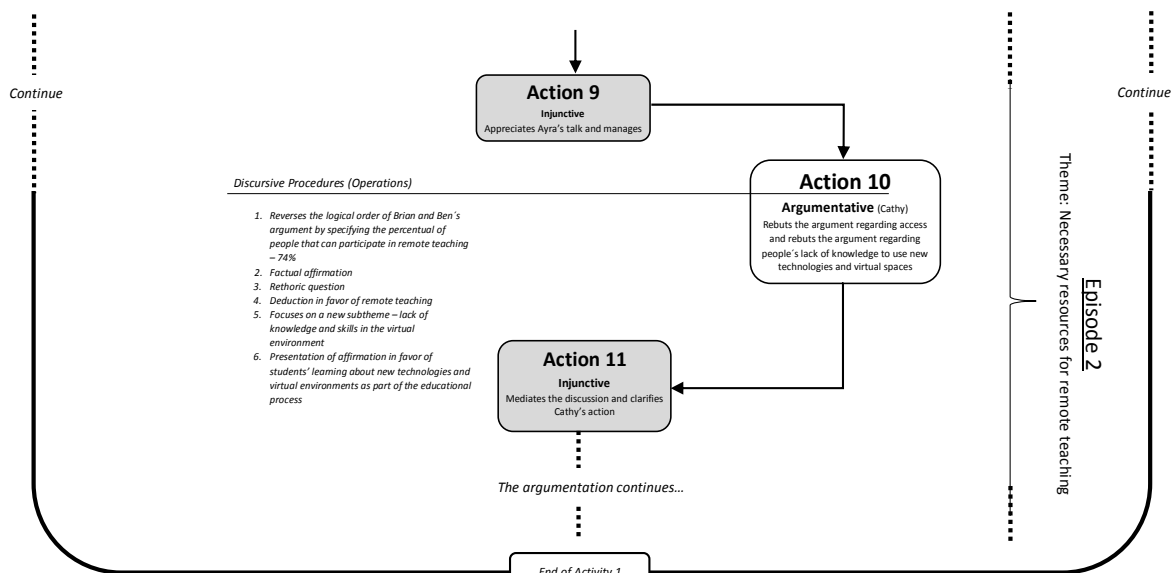 Continue
Continue
Action 9
Injunctive
Appreciates Ayra's talk and manages
Discursive Procedures (Operations)
1. Reverses the logical order of Brian and Ben´s
argument by specifying the percentual of
people that can participate in remote teaching
– 74%
2. Factual affirmation
3. Rethoric question
4. Deduction in favor of remote teaching
5. Focuses on a new subtheme – lack of
knowledge and skills in the virtual
environment
6. Presentation of affirmation in favor of
students' learning about new technologies and
virtual environments as part of the educational
process
Action 10
Argumentative (Cathy)
Rebuts the argument regarding access
and rebuts the argument regarding
people´s lack of knowledge to use new
technologies and virtual spaces
Action 11
Injunctive
Mediates the discussion and clarifies
Cathy's action
The argumentation continues...
End of Activity 1
Episode 2
Theme: Necessary resources for remote teaching